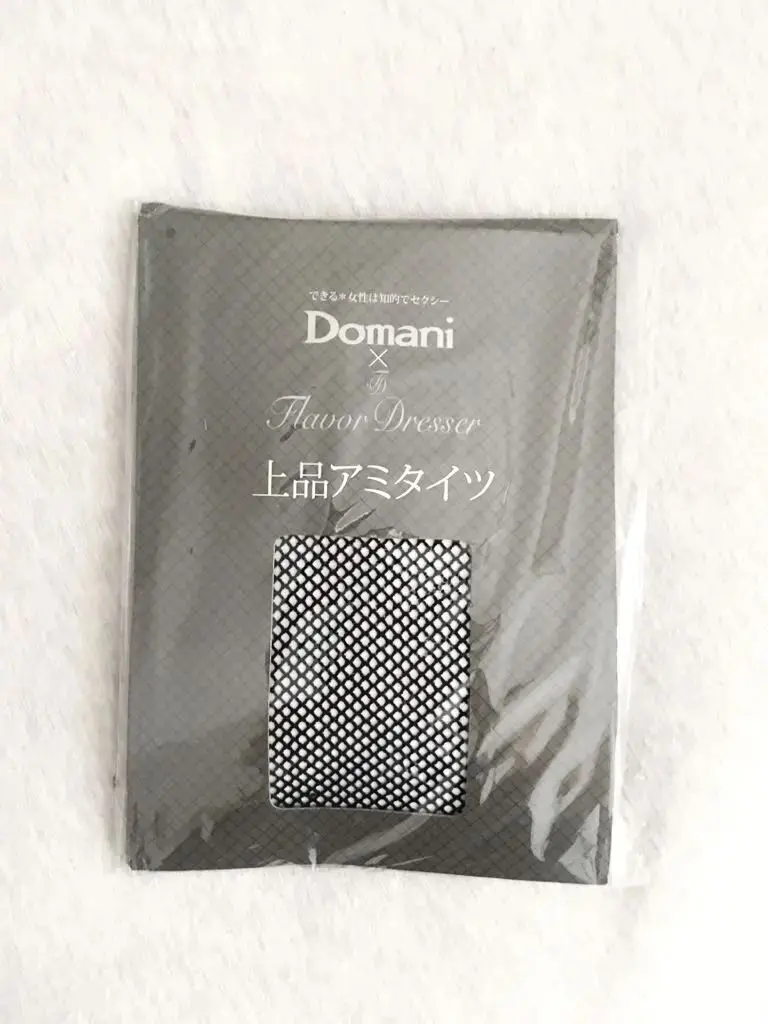 できる＊女性は知的でセクシー
Domani
×
Flavor Dresser
上品アミタイツ